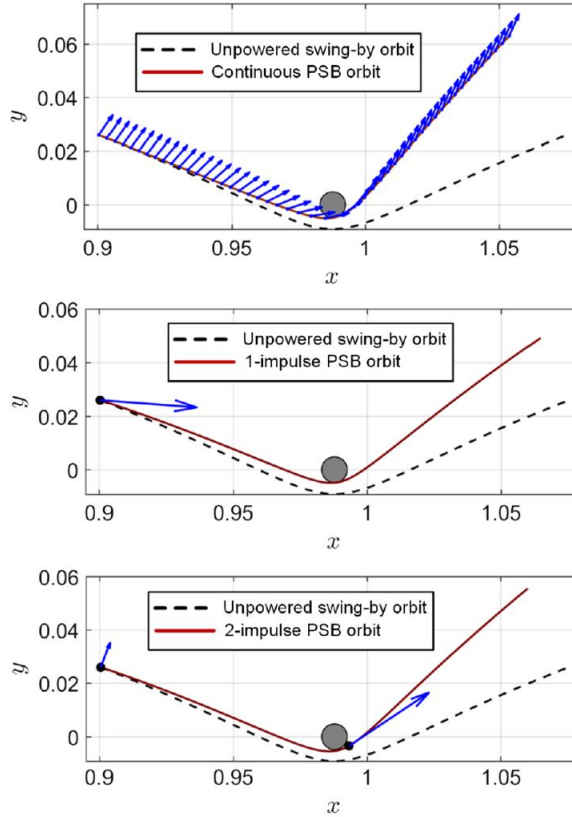 0.06
Unpowered swing-by orbit
Continuous PSB orbit
0.04
y
0.02
0
0.9 0.95 1 1.05
x
0.06
Unpowered swing-by orbit
1-impulse PSB orbit
0.04
y
0.02
0
0.9 0.95 1 1.05
x
0.06
Unpowered swing-by orbit
2-impulse PSB orbit
0.04
y
0.02
0
0.9 0.95 1 1.05
x